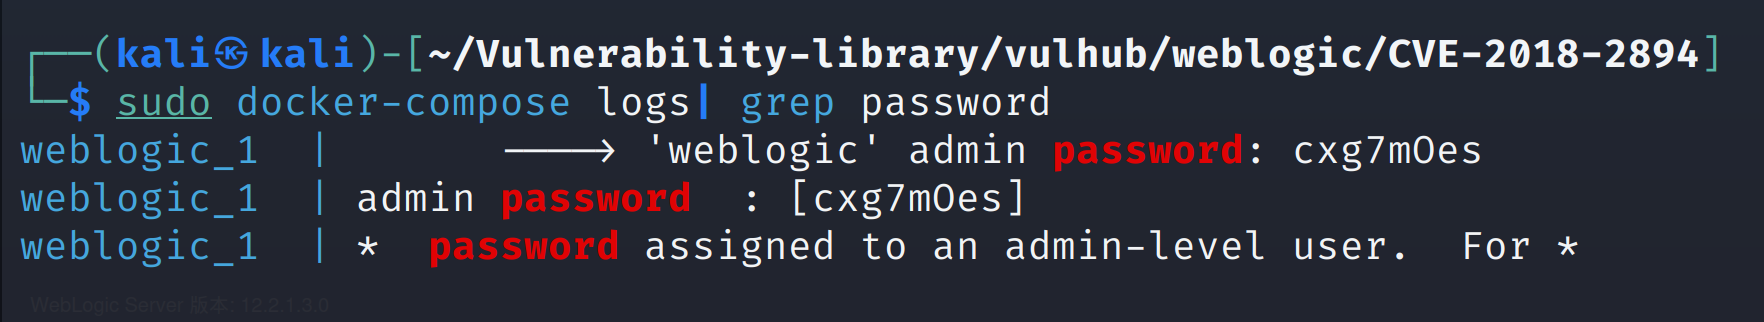 ┌──(kali㉿kali)-[~/Vulnerability-library/vulhub/weblogic/CVE-2018-2894]
└─$ sudo docker-compose logs| grep password
weblogic_1  |       ----> 'weblogic' admin password: cxg7mOes
weblogic_1  | admin password  : [cxg7mOes]
weblogic_1  | *  password assigned to an admin-level user.  For *
WebLogic Server 版本: 12.2.1.3.0